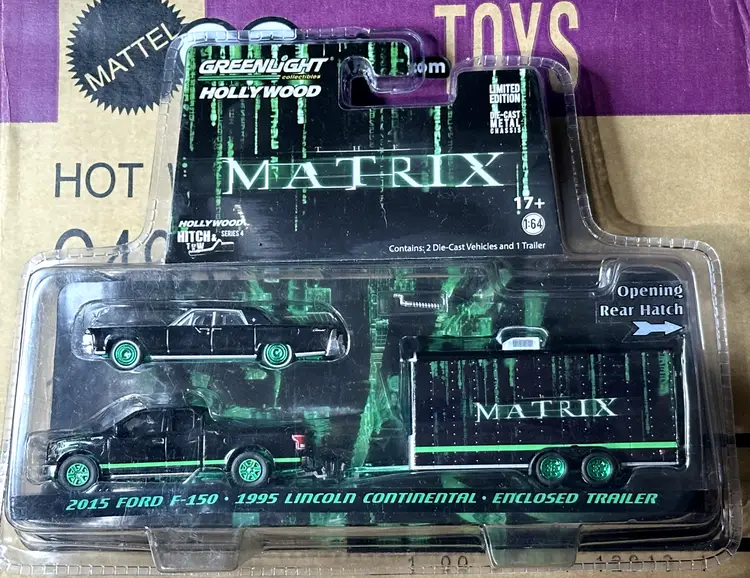 MATTEL
TOYS
.com
HOT
GREENLIGHT
collectibles
HOLLYWOOD
LIMITED
EDITION
DIE-CAST
METAL
CHASSIS
THE
MATRIX
17+
1:64
HOLLYWOOD
HITCH &
TOW
SERIES 4
Contains: 2 Die-Cast Vehicles and 1 Trailer
Opening
Rear Hatch
MATRIX
2015 FORD F-150 · 1995 LINCOLN CONTINENTAL · ENCLOSED TRAILER